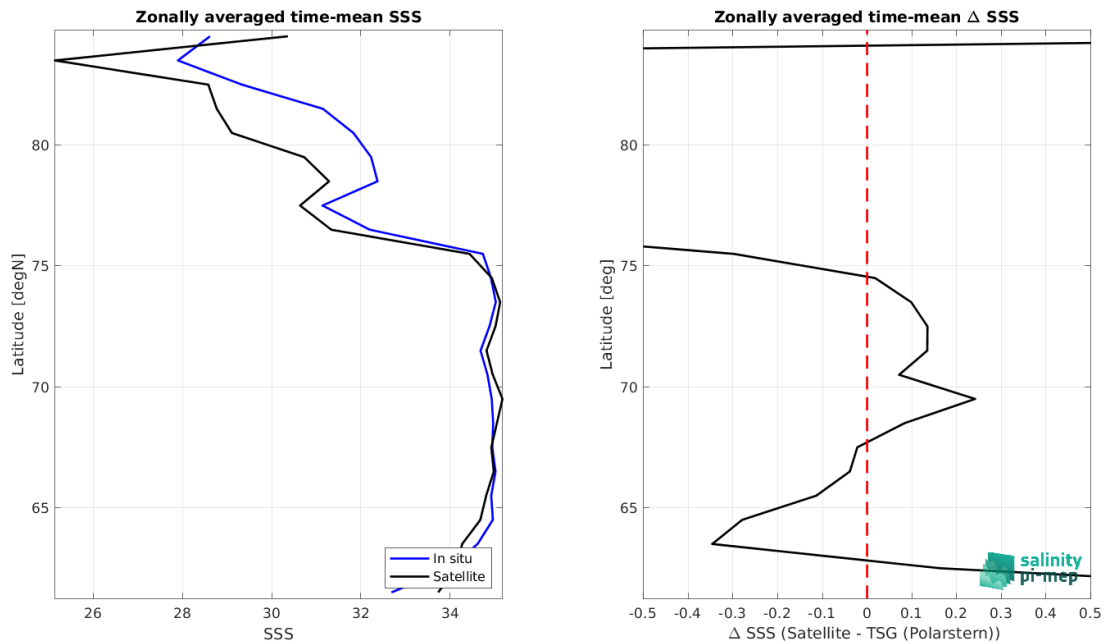 Zonally averaged time-mean SSS
80
75
70
65
Latitude [degN]
In situ
Satellite
26 28 30 32 34
SSS
Zonally averaged time-mean Δ SSS
80
75
70
65
Latitude [deg]
salinity
pi-mep
-0.5 -0.4 -0.3 -0.2 -0.1 0 0.1 0.2 0.3 0.4 0.5
Δ SSS (Satellite - TSG (Polarstern))